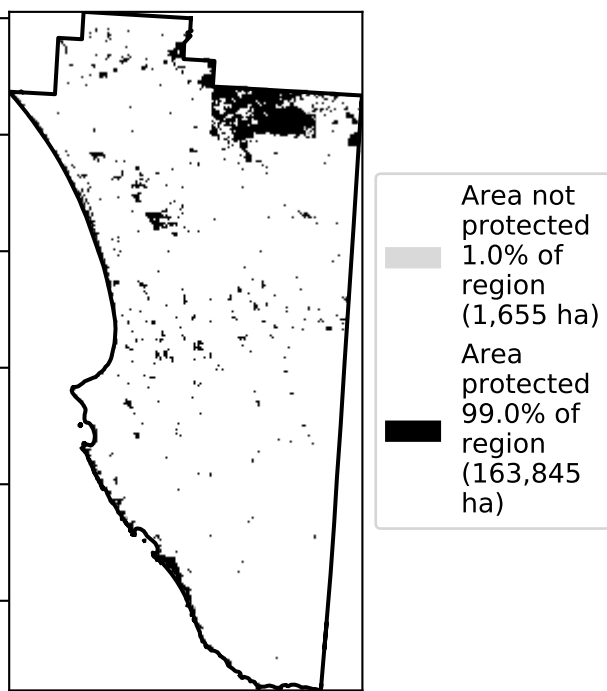 Area not
protected
1.0% of
region
(1,655 ha)
Area
protected
99.0% of
region
(163,845
ha)